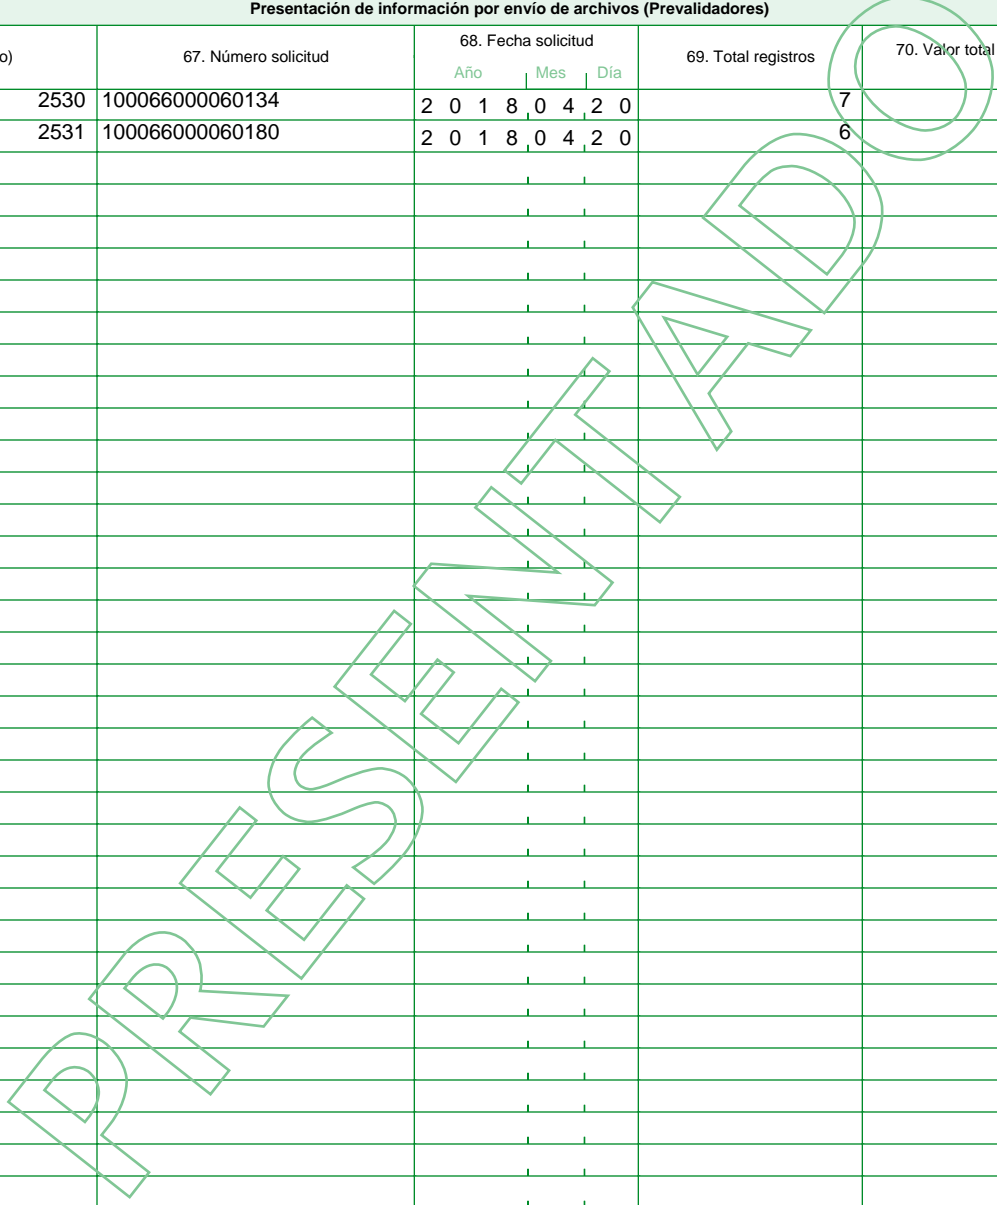 Presentación de información por envío de archivos (Prevalidadores)
o) 67. Número solicitud 68. Fecha solicitud 69. Total registros 70. Valor total
Año Mes Día
2530 100066000060134 2 0 1 8 0 4 2 0 7
2531 100066000060180 2 0 1 8 0 4 2 0 6
PRESENTADO